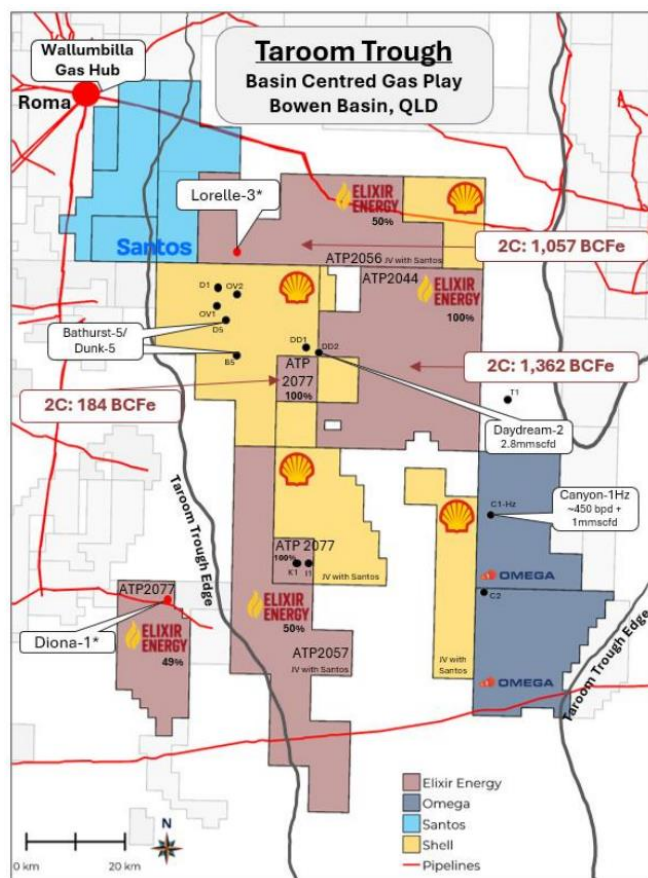 Taroom Trough
Basin Centred Gas Play
Bowen Basin, QLD
Wallumbilla
Gas Hub
Roma
Lorelle-3*
ELIXIR
ENERGY
50%
Santos
2C: 1,057 BCFe
ATP2056 JV with Santos
ATP2044
D1
OV2
OV1
D5
ELIXIR
ENERGY
100%
Bathurst-5/
Dunk-5
B5
DD1
DD2
ATP
2077
100%
2C: 1,362 BCFe
2C: 184 BCFe
T1
Daydream-2
2.8mmscfd
Taroom Trough Edge
C1-Hz
Canyon-1Hz
~450 bpd +
1mmscfd
ATP 2077
100%
K1
I1
JV with Santos
OMEGA
C2
ATP2077
ELIXIR
ENERGY
49%
Diona-1*
ELIXIR
ENERGY
50%
ATP2057
JV with Santos
JV with
Santos
OMEGA
Taroom Trough Edge
Elixir Energy
Omega
Santos
Shell
Pipelines
N
0 km
20 km